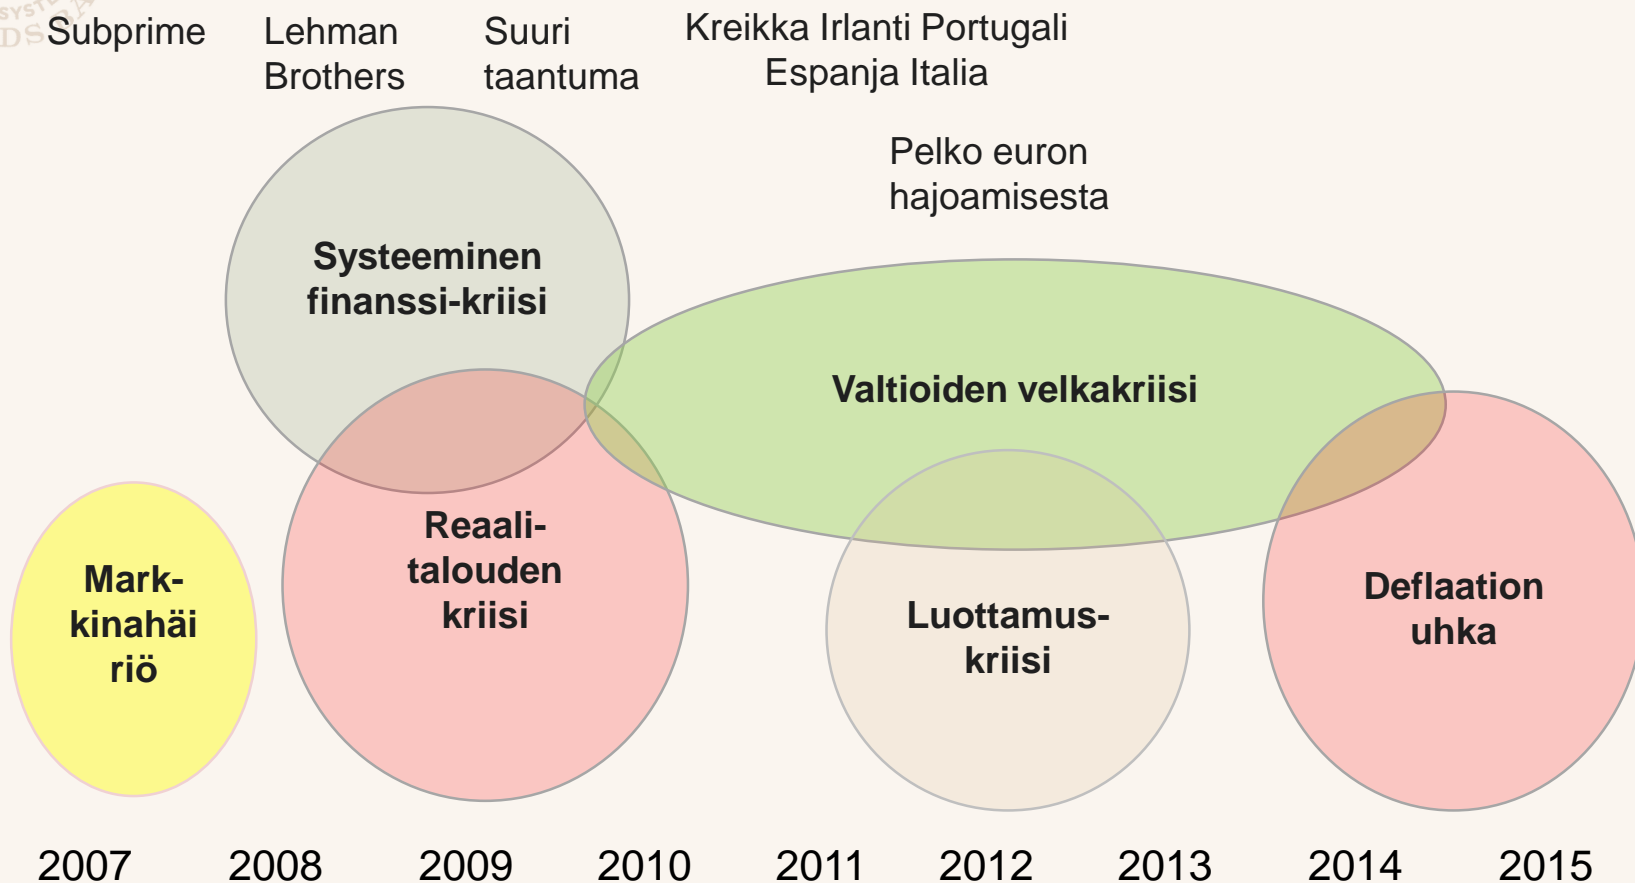 Subprime
Lehman
Brothers
Suuri
taantuma
Kreikka Irlanti Portugali
Espanja Italia
Pelko euron
hajoamisesta
Systeeminen
finanssi-kriisi
Valtioiden velkakriisi
Reaali-
talouden
kriisi
Mark-
kinahäi
riö
Luottamus-
kriisi
Deflaation
uhka
2007 2008 2009 2010 2011 2012 2013 2014 2015